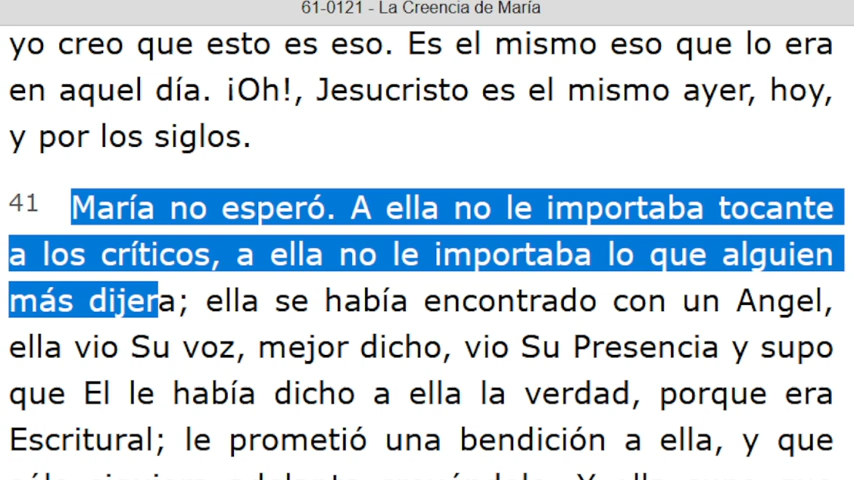 61-0121 - La Creencia de María
yo creo que esto es eso. Es el mismo eso que lo era
en aquel día. ¡Oh!, Jesucristo es el mismo ayer, hoy,
y por los siglos.
41 María no esperó. A ella no le importaba tocante
a los críticos, a ella no le importaba lo que alguien
más dijera; ella se había encontrado con un Angel,
ella vio Su voz, mejor dicho, vio Su Presencia y supo
que El le había dicho a ella la verdad, porque era
Escritural; le prometió una bendición a ella, y que